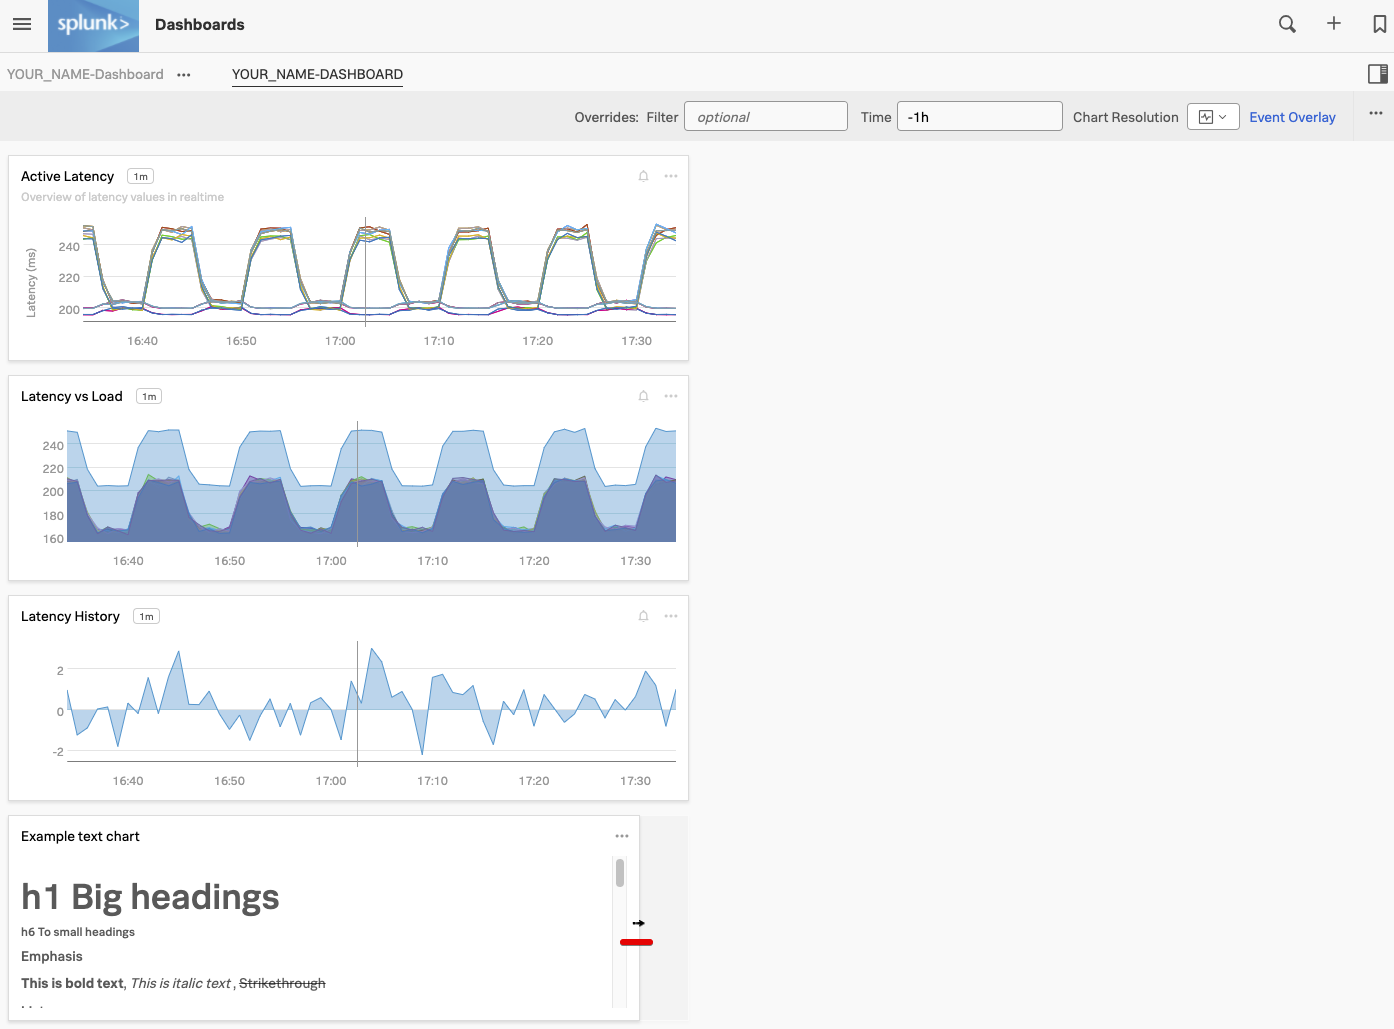 splunk> Dashboards
YOUR_NAME-Dashboard ••• YOUR_NAME-DASHBOARD
Overrides: Filter optional Time -1h Chart Resolution Event Overlay •••
Active Latency 1m
Overview of latency values in realtime
Latency (ms)
240
220
200
16:40 16:50 17:00 17:10 17:20 17:30
Latency vs Load 1m
240
220
200
180
160
16:40 16:50 17:00 17:10 17:20 17:30
Latency History 1m
2
0
-2
16:40 16:50 17:00 17:10 17:20 17:30
Example text chart
h1 Big headings
h6 To small headings
Emphasis
This is bold text, This is italic text , Strikethrough